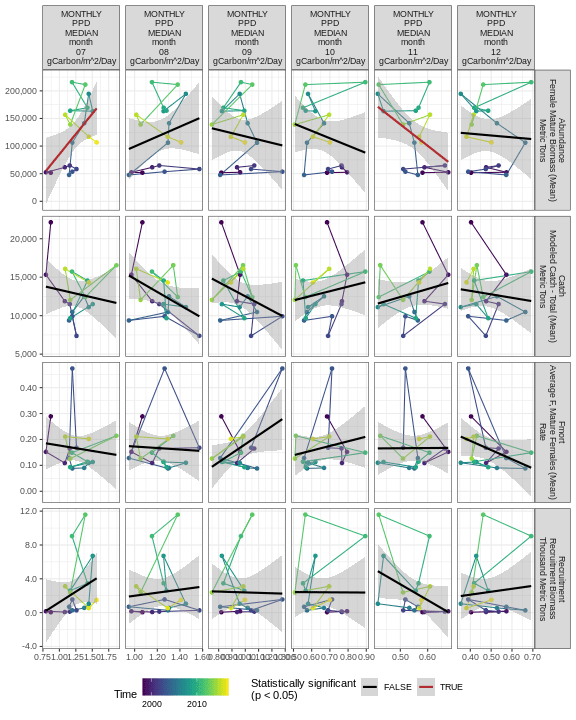 MONTHLY
PPD
MEDIAN
month
07
gCarbon/m^2/Day
MONTHLY
PPD
MEDIAN
month
08
gCarbon/m^2/Day
MONTHLY
PPD
MEDIAN
month
09
gCarbon/m^2/Day
MONTHLY
PPD
MEDIAN
month
10
gCarbon/m^2/Day
MONTHLY
PPD
MEDIAN
month
11
gCarbon/m^2/Day
MONTHLY
PPD
MEDIAN
month
12
gCarbon/m^2/Day
200,000
150,000
100,000
50,000
0
Abundance
Female Mature Biomass (Mean)
Metric Tons
20,000
15,000
10,000
5,000
Catch
Modeled Catch - Total (Mean)
Metric Tons
0.40
0.30
0.20
0.10
0.00
Fmort
Average F, Mature Females (Mean)
Rate
12.0
8.0
4.0
0.0
-4.0
Recruitment
Recruitment Biomass
Thousand Metric Tons
0.75 1.00 1.25 1.50 1.75
1.00 1.20 1.40 1.60
0.60 0.70 0.80 0.90
0.50 0.60
0.40 0.50 0.60 0.70
Time
2000 2010
Statistically significant
(p < 0.05)
FALSE
TRUE